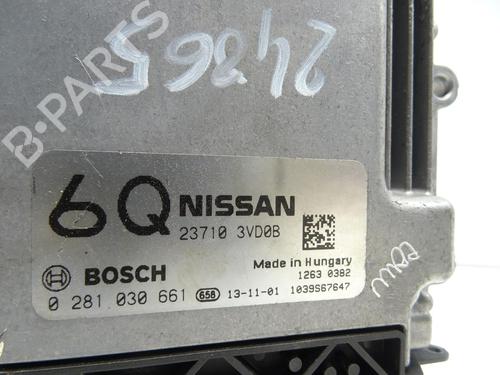 24865
B-PARTS
6Q NISSAN
23710 3VD0B
Made in Hungary
BOSCH
1263 0382
0 281 030 661 658 13-11-01 1039S67647